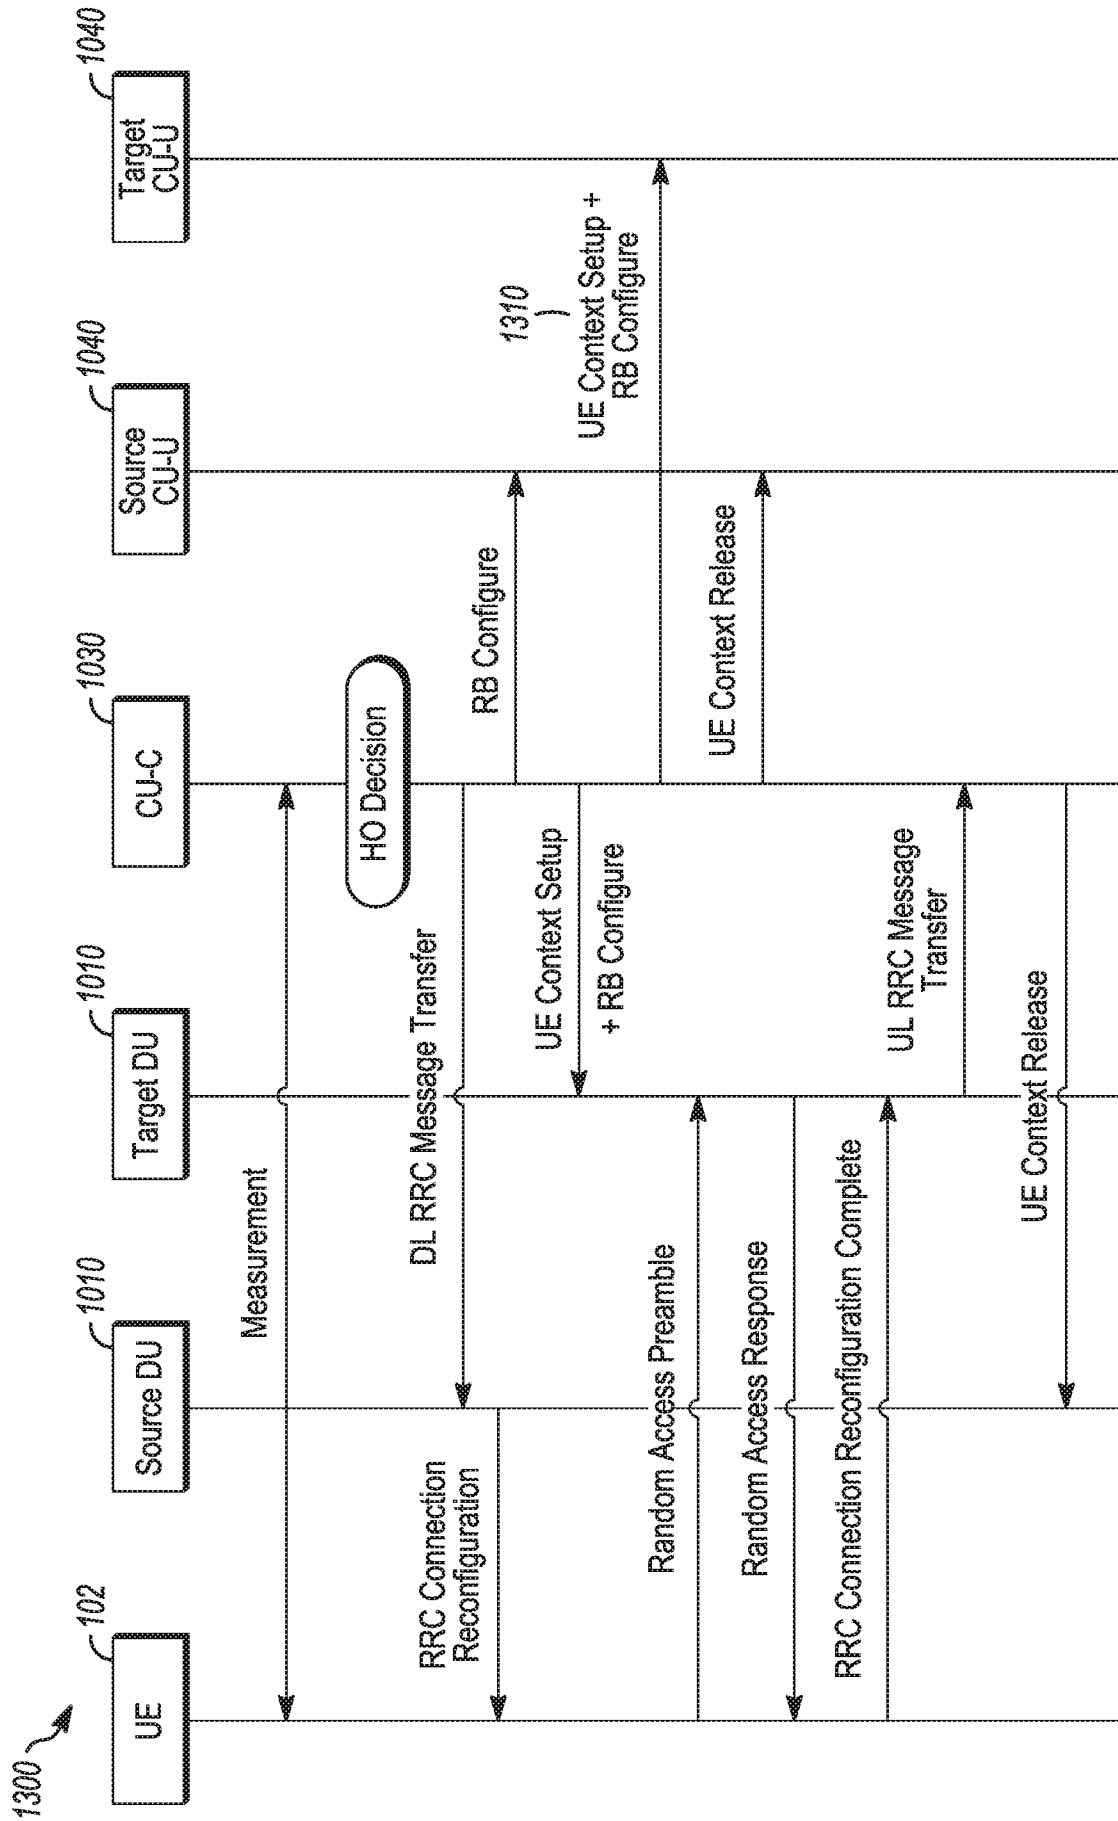 1300
102
1010
1010
1030
1040
1040
UE
Source DU
Target DU
CU-C
Source
CU-U
Target
CU-U
Measurement
HO Decision
DL RRC Message Transfer
RRC Connection
Reconfiguration
RB Configure
UE Context Setup
+ RB Configure
1310
UE Context Setup +
RB Configure
Random Access Preamble
UE Context Release
Random Access Response
RRC Connection Reconfiguration Complete
UL RRC Message
Transfer
UE Context Release